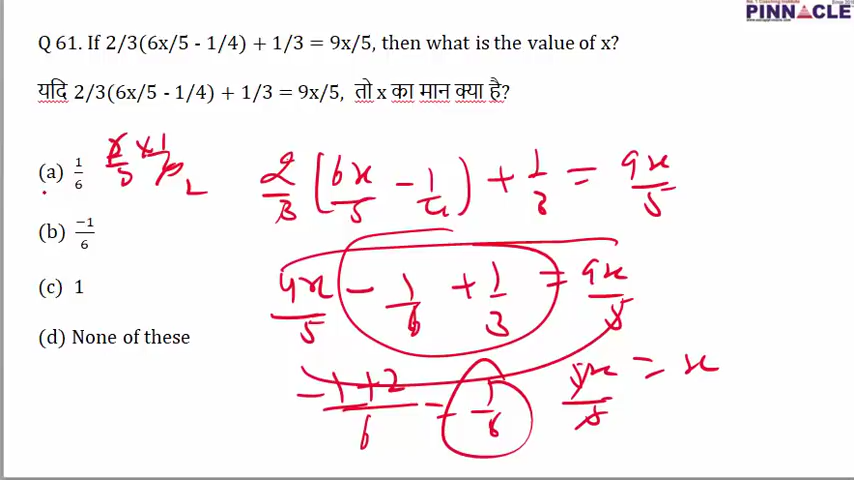 PINNACLE
Q 61. If 2/3(6x/5 - 1/4) + 1/3 = 9x/5, then what is the value of x?
यदि 2/3(6x/5 - 1/4) + 1/3 = 9x/5, तो x का मान क्या है?
(a) 1/6
2/3 [6x/5 - 1/4) + 1/3 = 9x/5
(b) -1/6
(c) 1
4x/5 - 1/6 + 1/3 = 9x/5
(d) None of these
-1+2/6 = 1/6
5x/5 = x